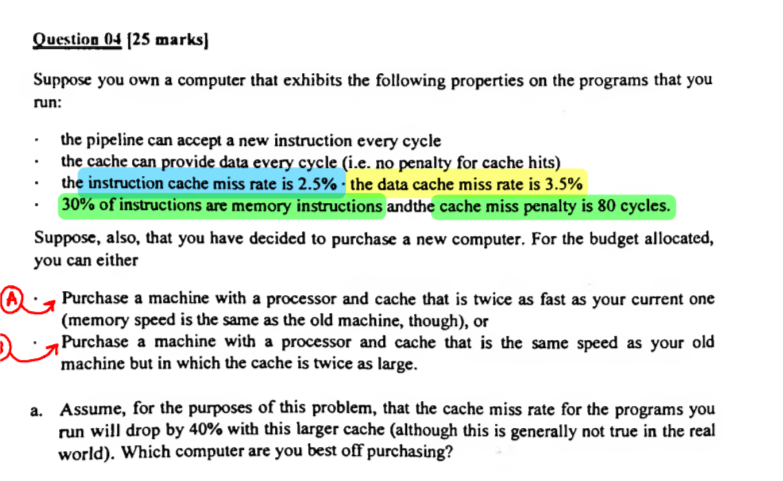 Question 04 [25 marks]
Suppose you own a computer that exhibits the following properties on the programs that you
run:
· the pipeline can accept a new instruction every cycle
· the cache can provide data every cycle (i.e. no penalty for cache hits)
· the instruction cache miss rate is 2.5% · the data cache miss rate is 3.5%
· 30% of instructions are memory instructions andthe cache miss penalty is 80 cycles.
Suppose, also, that you have decided to purchase a new computer. For the budget allocated,
you can either
A · Purchase a machine with a processor and cache that is twice as fast as your current one
(memory speed is the same as the old machine, though), or
· Purchase a machine with a processor and cache that is the same speed as your old
machine but in which the cache is twice as large.
a. Assume, for the purposes of this problem, that the cache miss rate for the programs you
run will drop by 40% with this larger cache (although this is generally not true in the real
world). Which computer are you best off purchasing?